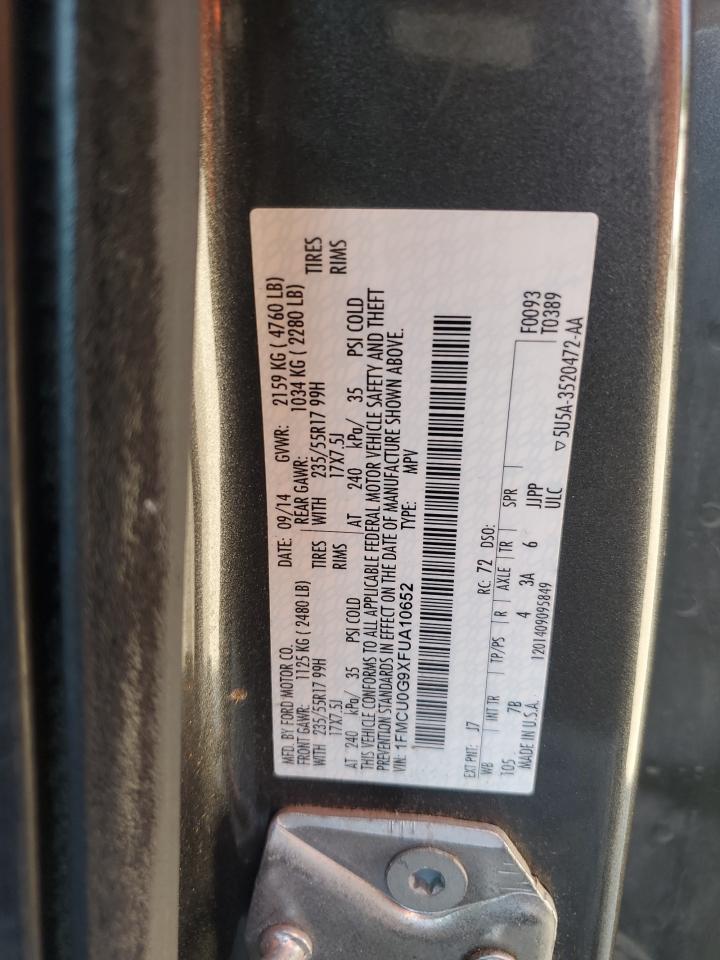 MFD. BY FORD MOTOR CO. DATE: 09/14 GVWR: 2159 KG ( 4760 LB)
FRONT GAWR: 1125 KG ( 2480 LB) REAR GAWR: 1034 KG ( 2280 LB)
WITH 235/55R17 99H TIRES WITH 235/55R17 99H TIRES
17X7.5J RIMS 17X7.5J RIMS
AT 240 kPa/ 35 PSI COLD AT 240 kPa/ 35 PSI COLD
THIS VEHICLE CONFORMS TO ALL APPLICABLE FEDERAL MOTOR VEHICLE SAFETY AND THEFT
PREVENTION STANDARDS IN EFFECT ON THE DATE OF MANUFACTURE SHOWN ABOVE.
VIN: 1FMCU0G9XFUA10652 TYPE: MPV
EXT PNT: J7 RC: 72 DSO: F0093
T0389
WB INT TR TP/PS R AXLE TR SPR
105 7B 4 3A 6 JJPP
MADE IN U.S.A. 1201409095849 ULC ▽5U5A-3520472-AA